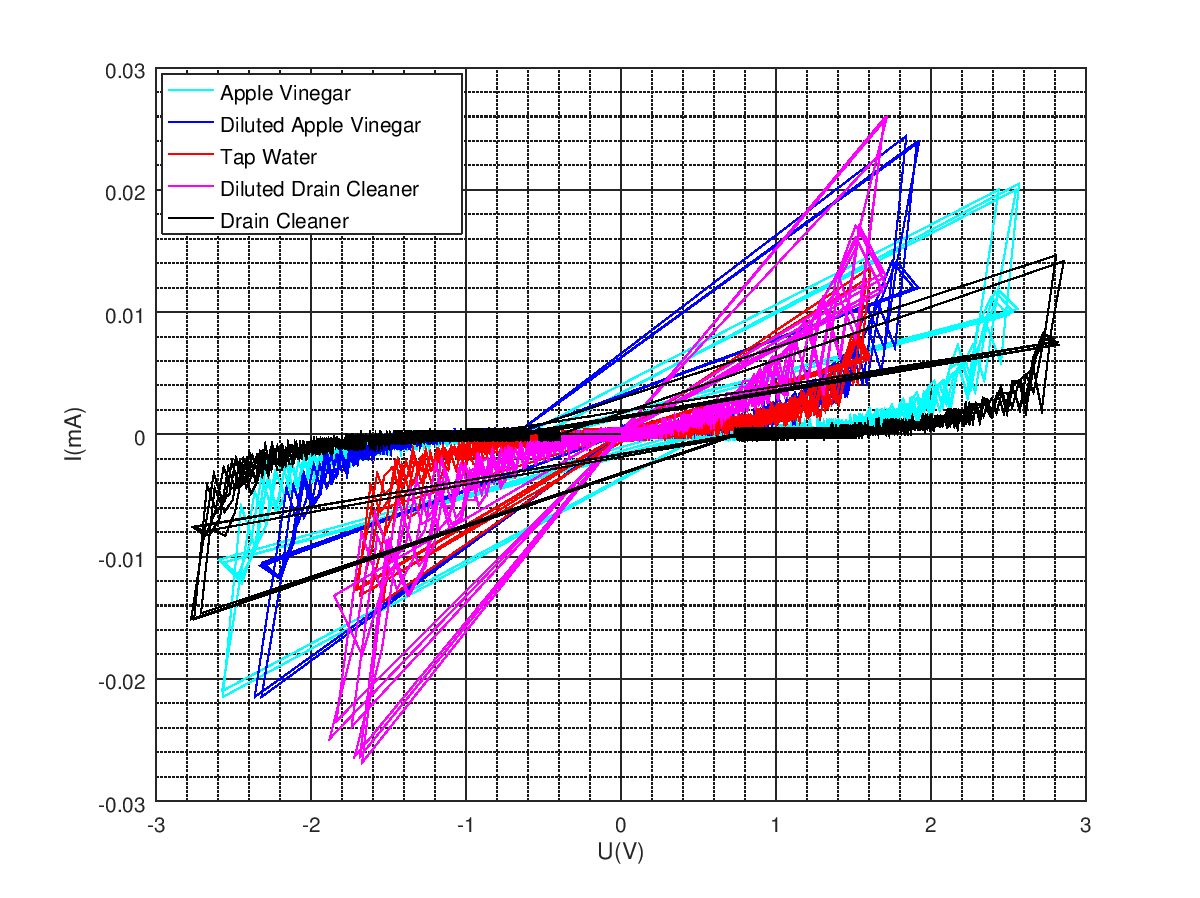 0.03
Apple Vinegar
Diluted Apple Vinegar
Tap Water
Diluted Drain Cleaner
Drain Cleaner
0.02
0.01
0
-0.01
-0.02
-0.03
I(mA)
-3 -2 -1 0 1 2 3
U(V)